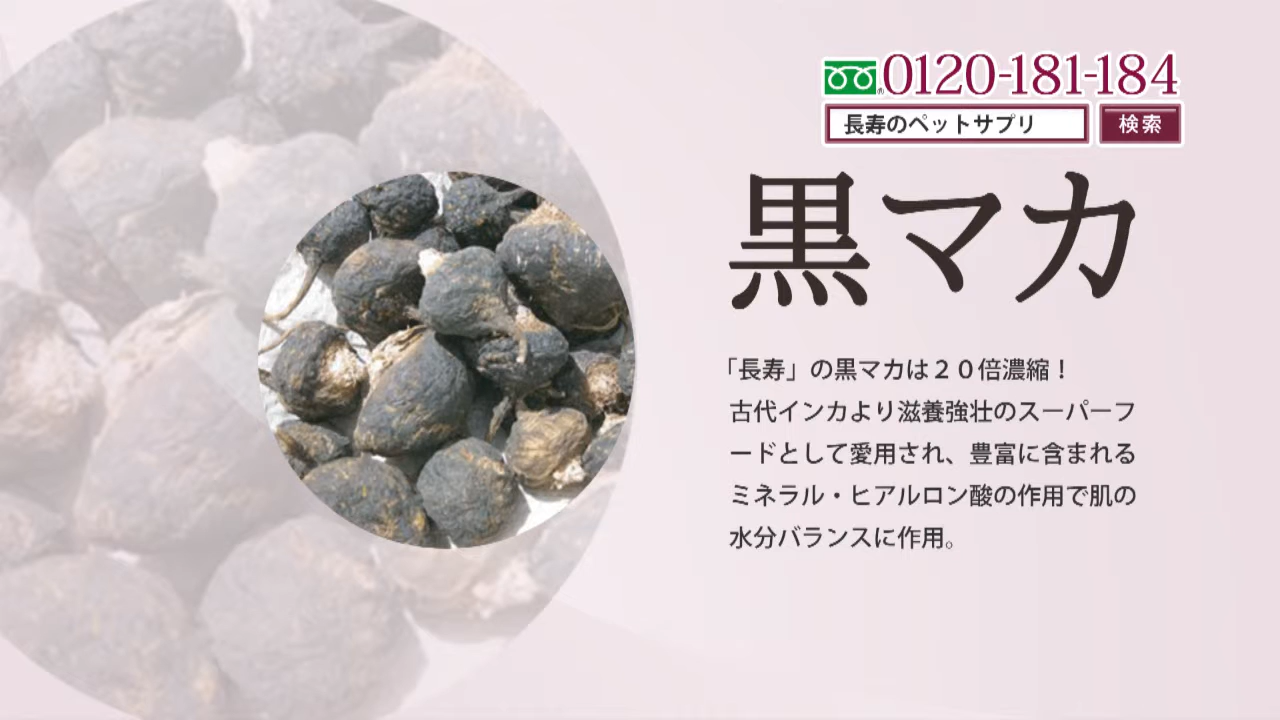 0120-181-184
長寿のペットサプリ 検索
黒マカ
「長寿」の黒マカは２０倍濃縮！
古代インカより滋養強壮のスーパーフ
ードとして愛用され、豊富に含まれる
ミネラル・ヒアルロン酸の作用で肌の
水分バランスに作用。